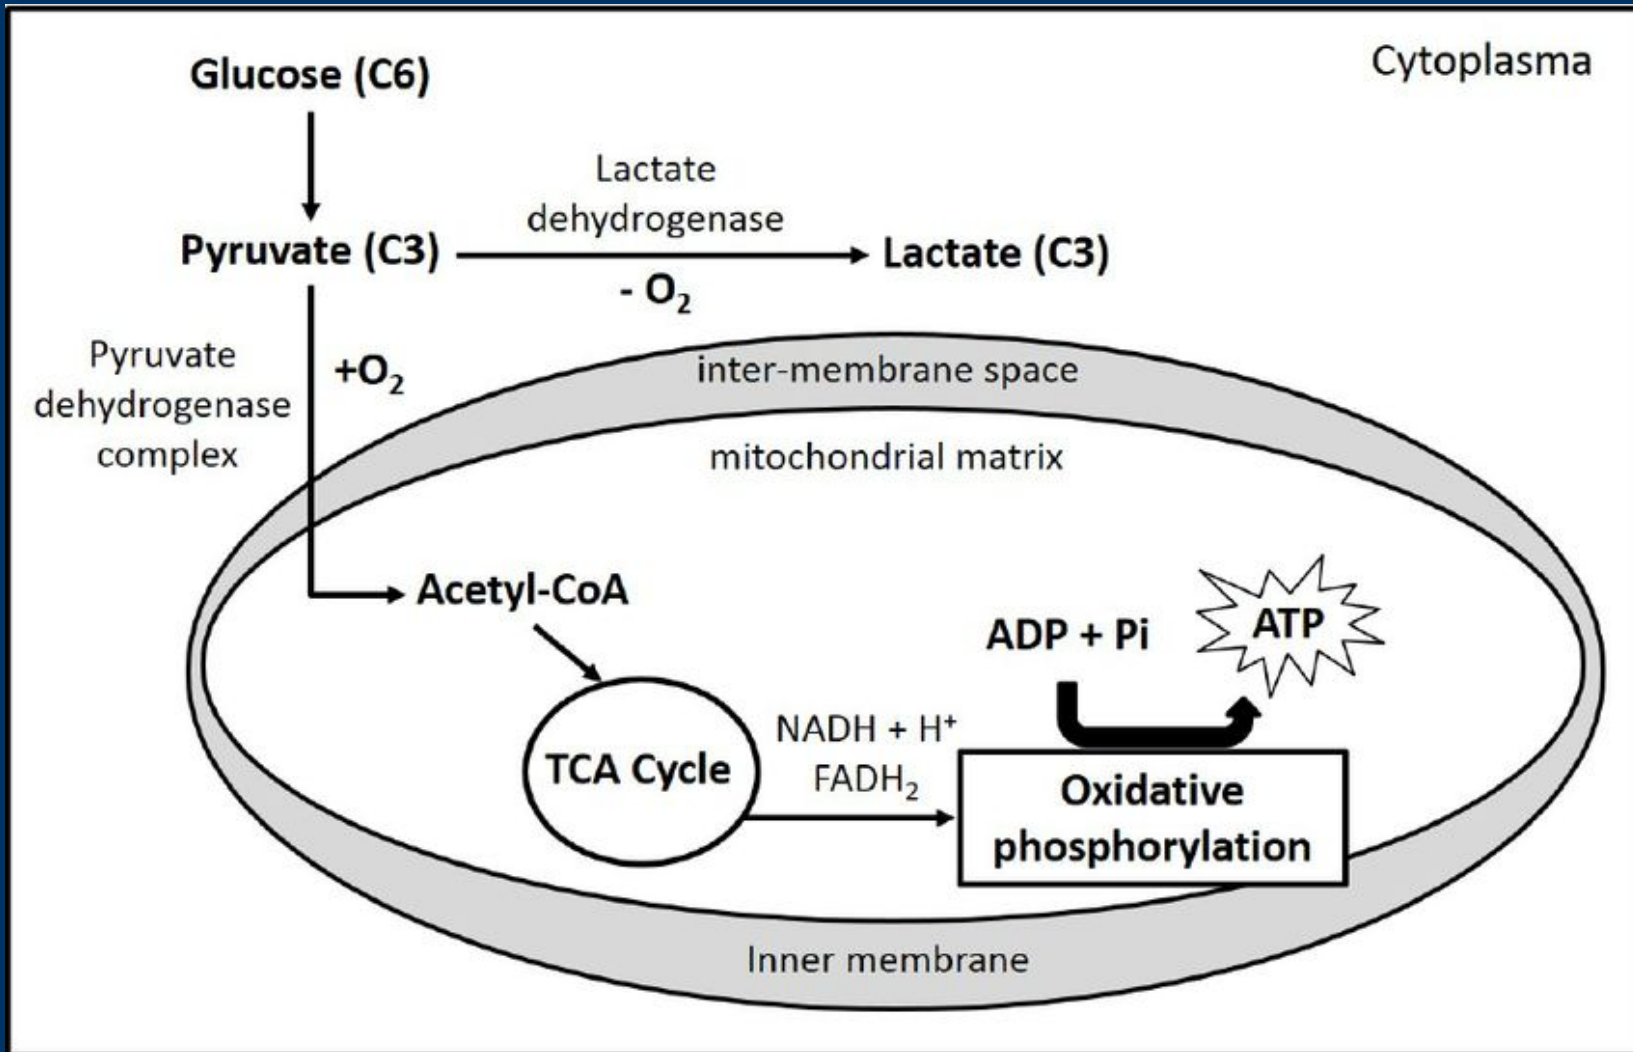 Cytoplasma
Glucose (C6)
Lactate
dehydrogenase
Pyruvate (C3)
Lactate (C3)
- O₂
Pyruvate
dehydrogenase
complex
+O₂
inter-membrane space
mitochondrial matrix
Acetyl-CoA
ADP + Pi
ATP
TCA Cycle
NADH + H⁺
FADH₂
Oxidative
phosphorylation
Inner membrane